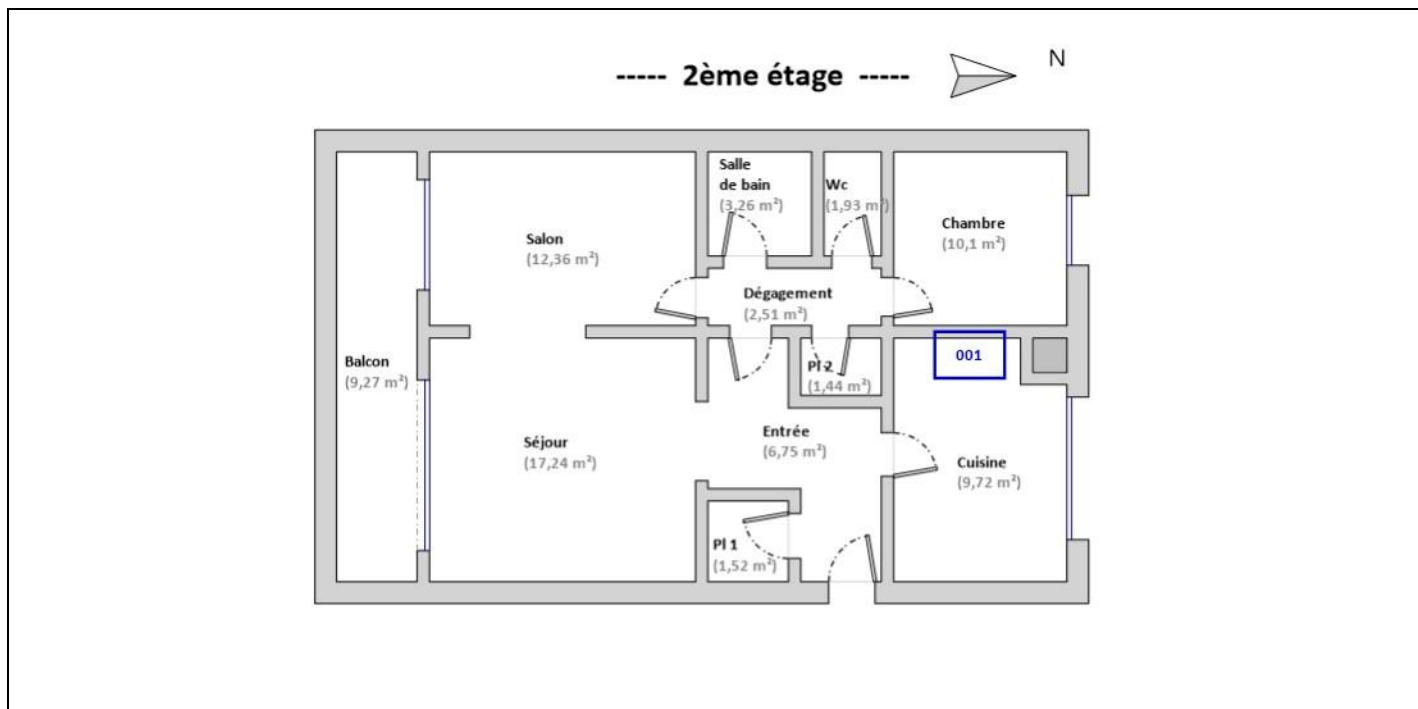 ----- 2ème étage -----
N
Salle
de bain
(3,26 m²)
Wc
(1,93 m²)
Chambre
(10,1 m²)
Salon
(12,36 m²)
Dégagement
(2,51 m²)
001
Balcon
(9,27 m²)
Pl 2
(1,44 m²)
Séjour
(17,24 m²)
Entrée
(6,75 m²)
Cuisine
(9,72 m²)
Pl 1
(1,52 m²)